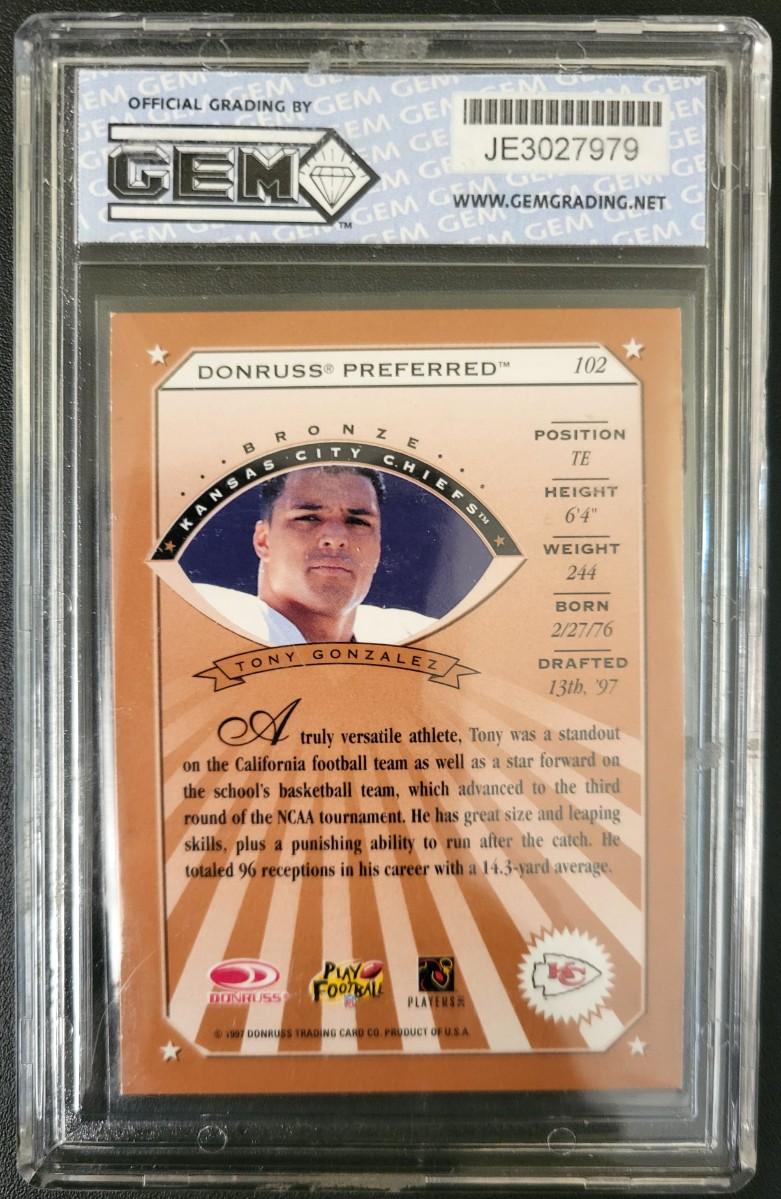 OFFICIAL GRADING BY
GEM
™
JE3027979
WWW.GEMGRADING.NET
DONRUSS® PREFERRED™ 102
BRONZE
KANSAS CITY CHIEFS™
TONY GONZALEZ
POSITION
TE
HEIGHT
6'4"
WEIGHT
244
BORN
2/27/76
DRAFTED
13th, '97
A truly versatile athlete, Tony was a standout
on the California football team as well as a star forward on
the school's basketball team, which advanced to the third
round of the NCAA tournament. He has great size and leaping
skills, plus a punishing ability to run after the catch. He
totaled 96 receptions in his career with a 14.3-yard average.
DONRUSS®
PLAY
FOOTBALL
PLAYERS
KC
© 1997 DONRUSS TRADING CARD CO. PRODUCT OF U.S.A.